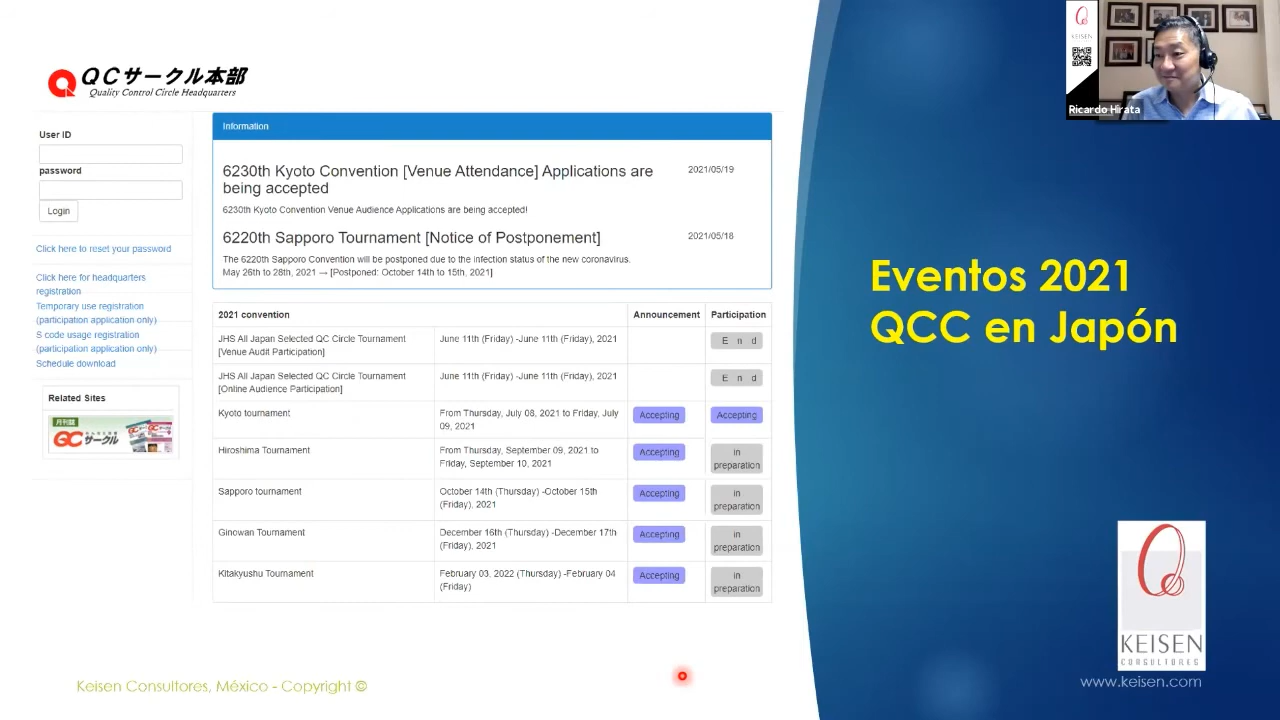 QCサークル本部
Quality Control Circle Headquarters
User ID
password
Login
Click here to reset your password
Click here for headquarters
registration
Temporary use registration
(participation application only)
S code usage registration
(participation application only)
Schedule download
Related Sites
月刊誌
QCサークル
Information
6230th Kyoto Convention [Venue Attendance] Applications are
being accepted
2021/05/19
6230th Kyoto Convention Venue Audience Applications are being accepted!
6220th Sapporo Tournament [Notice of Postponement]
2021/05/18
The 6220th Sapporo Convention will be postponed due to the infection status of the new coronavirus.
May 26th to 28th, 2021 → [Postponed: October 14th to 15th, 2021]
2021 convention Announcement Participation
JHS All Japan Selected QC Circle Tournament
[Venue Audit Participation]
June 11th (Friday) -June 11th (Friday), 2021
E n d
JHS All Japan Selected QC Circle Tournament
[Online Audience Participation]
June 11th (Friday) -June 11th (Friday), 2021
E n d
Kyoto tournament
From Thursday, July 08, 2021 to Friday, July
09, 2021
Accepting
Accepting
Hiroshima Tournament
From Thursday, September 09, 2021 to
Friday, September 10, 2021
Accepting
in
preparation
Sapporo tournament
October 14th (Thursday) -October 15th
(Friday), 2021
Accepting
in
preparation
Ginowan Tournament
December 16th (Thursday) -December 17th
(Friday), 2021
Accepting
in
preparation
Kitakyushu Tournament
February 03, 2022 (Thursday) -February 04
(Friday)
Accepting
in
preparation
KEISEN
Ricardo Hirata
Eventos 2021
QCC en Japón
KEISEN
CONSULTORES
www.keisen.com
Keisen Consultores, México - Copyright ©